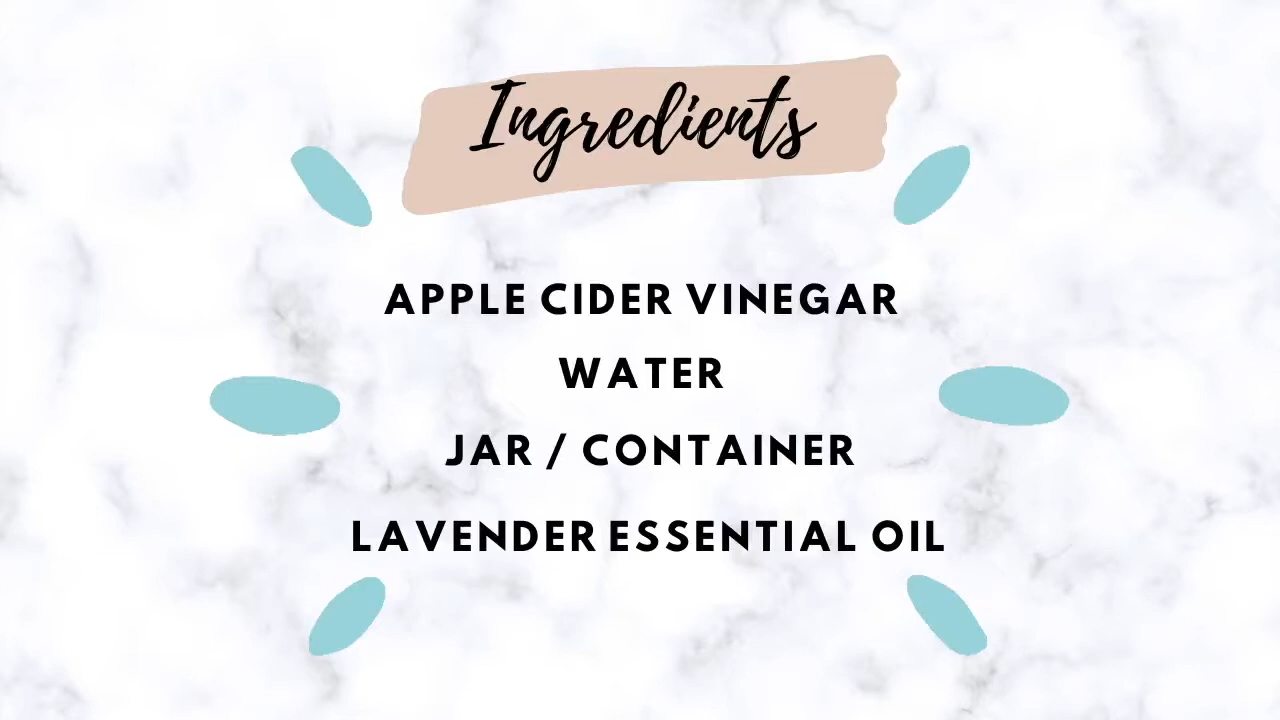 Ingredients
APPLE CIDER VINEGAR
WATER
JAR / CONTAINER
LAVENDER ESSENTIAL OIL